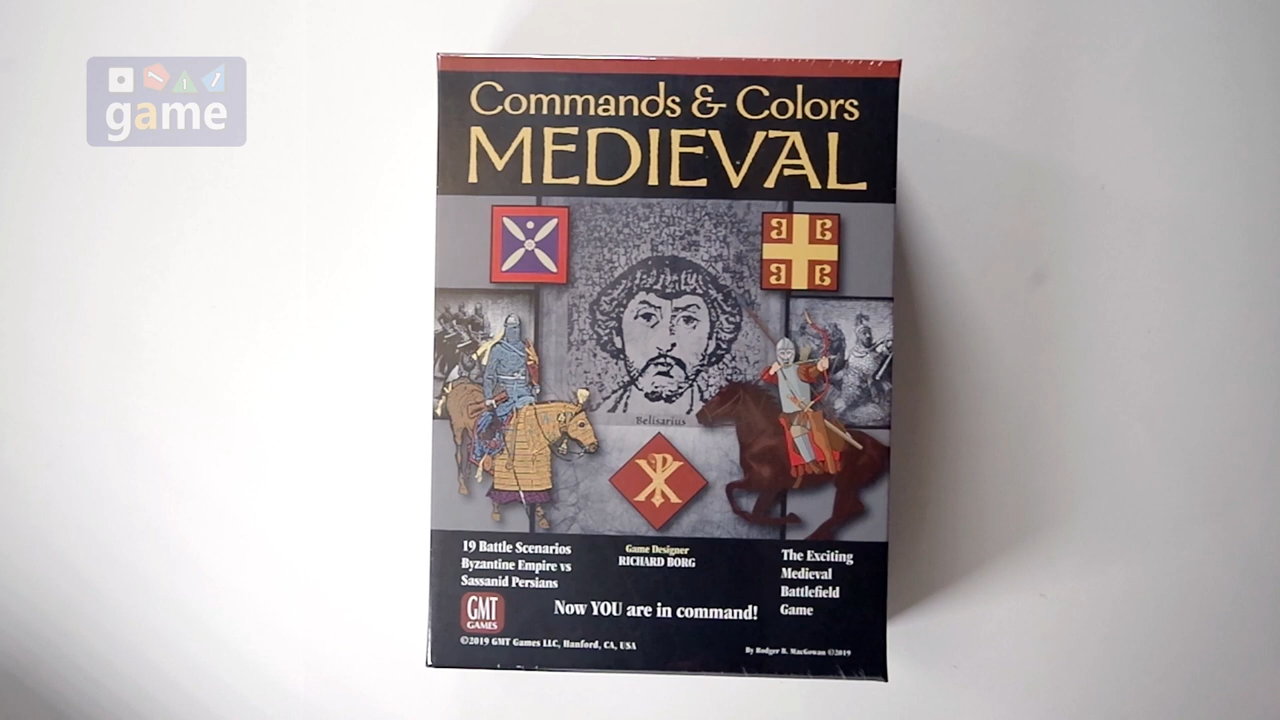 game
Commands & Colors
MEDIEVAL
Belisarius
19 Battle Scenarios
Byzantine Empire vs
Sassanid Persians
Game Designer
RICHARD BORG
The Exciting
Medieval
Battlefield
Game
GMT
GAMES
Now YOU are in command!
©2019 GMT Games LLC, Hanford, CA, USA
By Rodger B. MacGowan ©2019